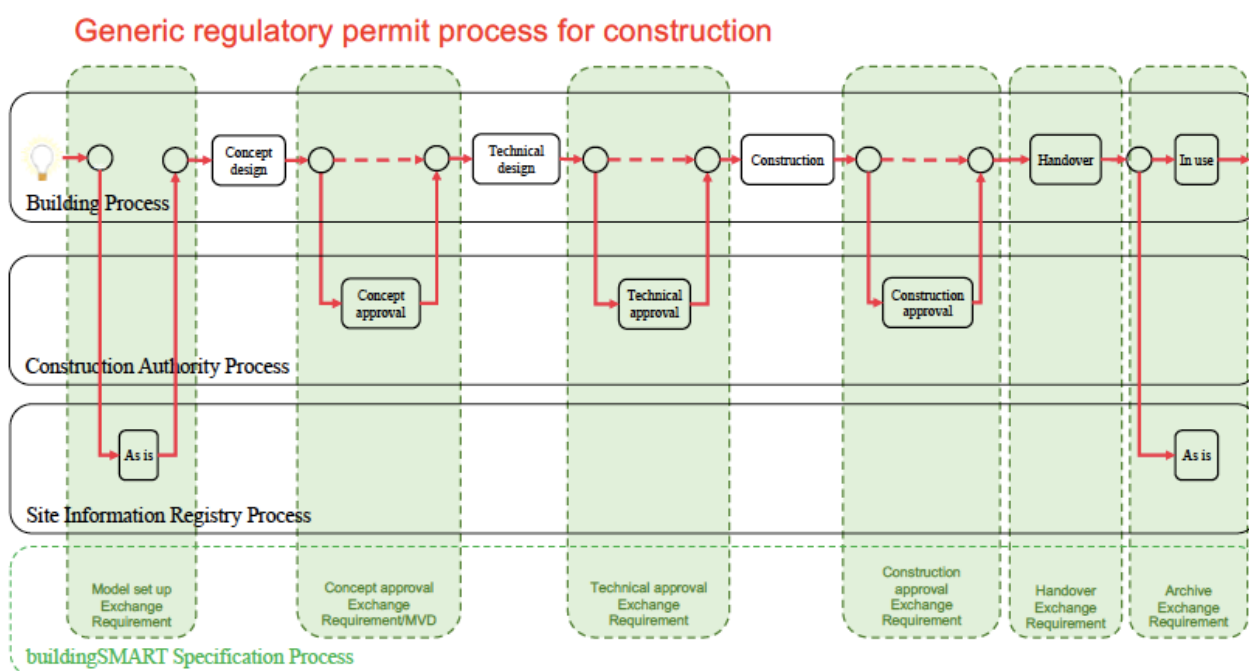 Generic regulatory permit process for construction
Concept
design
Technical
design
Construction
Handover
In use
Building Process
Concept
approval
Technical
approval
Construction
approval
Construction Authority Process
As is
As is
Site Information Registry Process
Model set up
Exchange
Requirement
Concept approval
Exchange
Requirement/MVD
Technical approval
Exchange
Requirement
Construction
approval
Exchange
Requirement
Handover
Exchange
Requirement
Archive
Exchange
Requirement
buildingSMART Specification Process